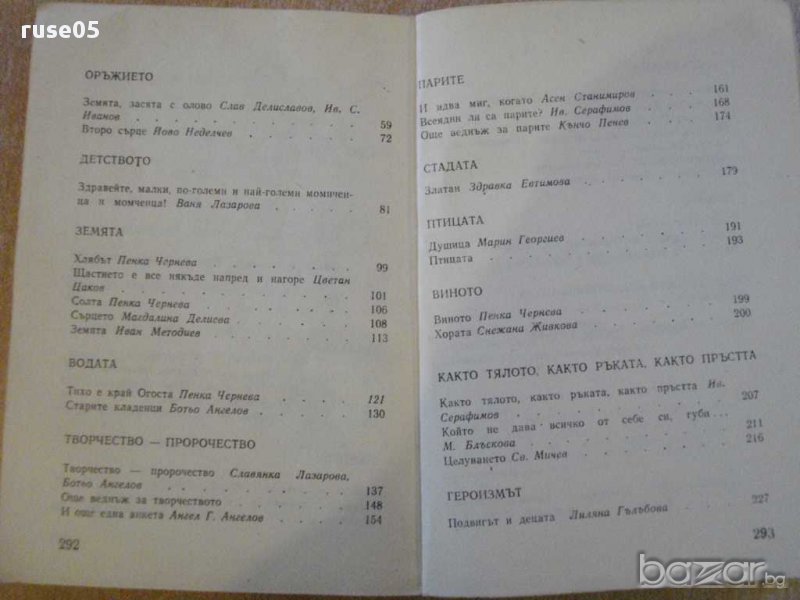 ruse05
ОРЪЖИЕТО
Земята, засята с олово Слав Делиславов, Ив. С.
Иванов . . . . . . . . . 59
Второ сърце Йово Неделчев . . . . . 72
ДЕТСТВОТО
Здравейте, малки, по-големи и най-големи момичен-
ца и момченца! Ваня Лазарова . . . . . 81
ЗЕМЯТА
Хлябът Пенка Чернева . . . . . . 99
Щастието е все някъде напред и нагоре Цветан
Цаков . . . . . . . . . 101
Солта Пенка Чернева . . . . . . 106
Сърцето Магдалина Делиева . . . . . 108
Земята Иван Методиев . . . . . . 113
ВОДАТА
Тихо е край Огоста Пенка Чернева . . . . 121
Старите кладенци Ботьо Ангелов . . . . 130
ТВОРЧЕСТВО — ПРОРОЧЕСТВО
Творчество — пророчество Славянка Лазарова,
Ботьо Ангелов . . . . . . . 137
Още веднъж за творчеството . . . . . 148
И още една анкета Ангел Г. Ангелов . . . . 154
292
ПАРИТЕ
И идва миг, когато Асен Станимиров . . . . 161
Всеядни ли са парите? Ив. Серафимов . . . . 168
Още веднъж за парите Кънчо Пенев . . . . 174
СТАДАТА
Златан Здравка Евтимова . . . . . . 179
ПТИЦАТА
Душица Марин Георгиев . . . . . . 191
Птицата . . . . . . . . . 193
ВИНОТО
Виното Пенка Чернева . . . . . . 199
Хората Снежана Живкова . . . . . . 200
КАКТО ТЯЛОТО, КАКТО РЪКАТА, КАКТО ПРЪСТТА
Както тялото, както ръката, както пръстта Ив.
Серафимов . . . . . . . . 207
Който не дава всичко от себе си, губи...
М. Блъскова . . . . . . . . 211
Целуването Св. Мичев . . . . . . 216
ГЕРОИЗМЪТ
Подвигът и децата Лиляна Гълъбова . . . . 227
293
bazar.bg